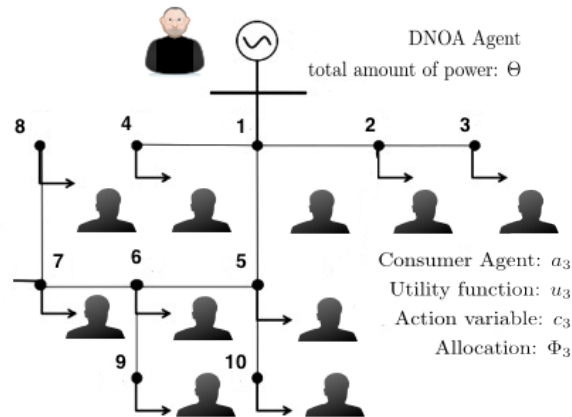 DNOA Agent
total amount of power: Θ
8
4
1
2
3
Consumer Agent: a₃
7
6
5
Utility function: u₃
Action variable: c₃
Allocation: Φ₃
9
10